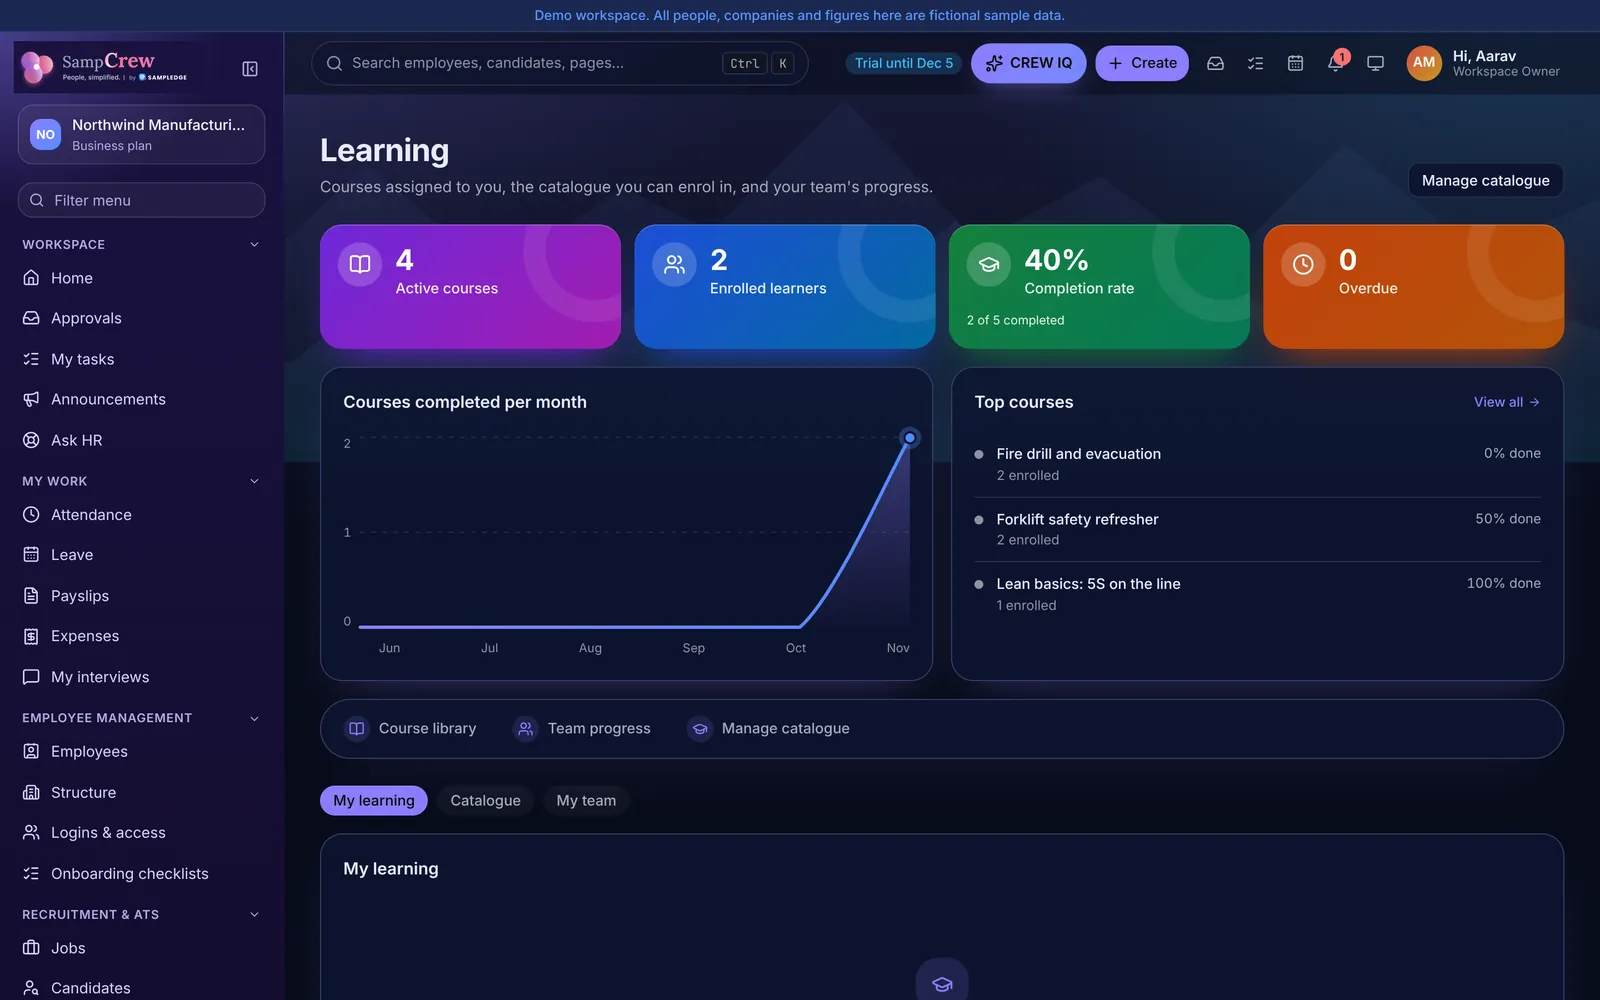 Demo workspace. All people, companies and figures here are fictional sample data.
SampCrew
People, simplified. | by SAMPLEDGE
Search employees, candidates, pages...
Ctrl K
Trial until Dec 5
CREW IQ
Create
1
AM
Hi, Aarav
Workspace Owner
NO
Northwind Manufacturi...
Business plan
Filter menu
WORKSPACE
Home
Approvals
My tasks
Announcements
Ask HR
MY WORK
Attendance
Leave
Payslips
Expenses
My interviews
EMPLOYEE MANAGEMENT
Employees
Structure
Logins & access
Onboarding checklists
RECRUITMENT & ATS
Jobs
Candidates
Learning
Courses assigned to you, the catalogue you can enrol in, and your team's progress.
Manage catalogue
4
Active courses
2
Enrolled learners
40%
Completion rate
2 of 5 completed
0
Overdue
Courses completed per month
2
1
0
Jun Jul Aug Sep Oct Nov
Top courses
View all
Fire drill and evacuation
0% done
2 enrolled
Forklift safety refresher
50% done
2 enrolled
Lean basics: 5S on the line
100% done
1 enrolled
Course library
Team progress
Manage catalogue
My learning
Catalogue
My team
My learning